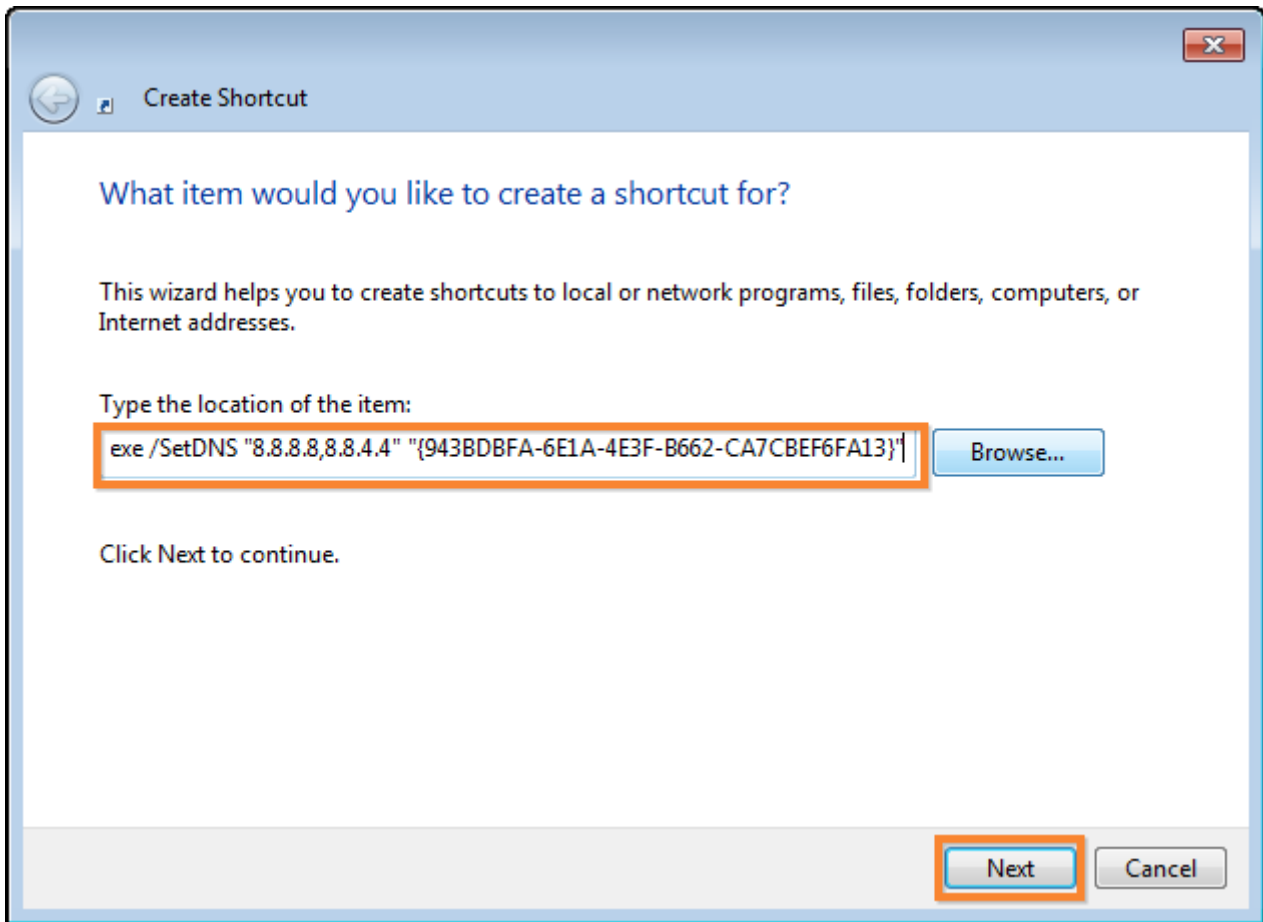 Create Shortcut
What item would you like to create a shortcut for?
This wizard helps you to create shortcuts to local or network programs, files, folders, computers, or
Internet addresses.
Type the location of the item:
exe /SetDNS "8.8.8.8,8.8.4.4" "{943BDBFA-6E1A-4E3F-B662-CA7CBEF6FA13}"
Browse...
Click Next to continue.
Next
Cancel